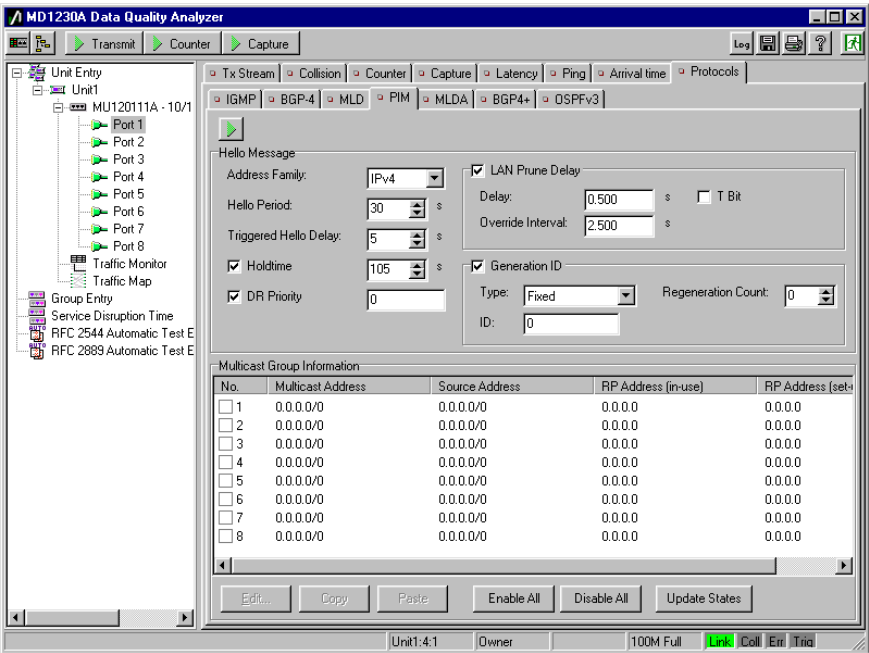 MD1230A Data Quality Analyzer
Transmit Counter Capture Log ?
Unit Entry
Unit1
MU120111A - 10/1
Port 1
Port 2
Port 3
Port 4
Port 5
Port 6
Port 7
Port 8
Traffic Monitor
Traffic Map
Group Entry
Service Disruption Time
AUTO RFC 2544 Automatic Test E
AUTO RFC 2889 Automatic Test E
Tx Stream Collision Counter Capture Latency Ping Arrival time Protocols
IGMP BGP-4 MLD PIM MLDA BGP4+ OSPFv3
Hello Message
Address Family: IPv4
Hello Period: 30 s
Triggered Hello Delay: 5 s
Holdtime 105 s
DR Priority 0
LAN Prune Delay
Delay: 0.500 s T Bit
Override Interval: 2.500 s
Generation ID
Type: Fixed Regeneration Count: 0
ID: 0
Multicast Group Information
No. Multicast Address Source Address RP Address (in-use) RP Address (set-
1 0.0.0.0/0 0.0.0.0/0 0.0.0.0 0.0.0.0
2 0.0.0.0/0 0.0.0.0/0 0.0.0.0 0.0.0.0
3 0.0.0.0/0 0.0.0.0/0 0.0.0.0 0.0.0.0
4 0.0.0.0/0 0.0.0.0/0 0.0.0.0 0.0.0.0
5 0.0.0.0/0 0.0.0.0/0 0.0.0.0 0.0.0.0
6 0.0.0.0/0 0.0.0.0/0 0.0.0.0 0.0.0.0
7 0.0.0.0/0 0.0.0.0/0 0.0.0.0 0.0.0.0
8 0.0.0.0/0 0.0.0.0/0 0.0.0.0 0.0.0.0
Edit... Copy Paste Enable All Disable All Update States
Unit1:4:1 Owner 100M Full Link Coll Err Trig